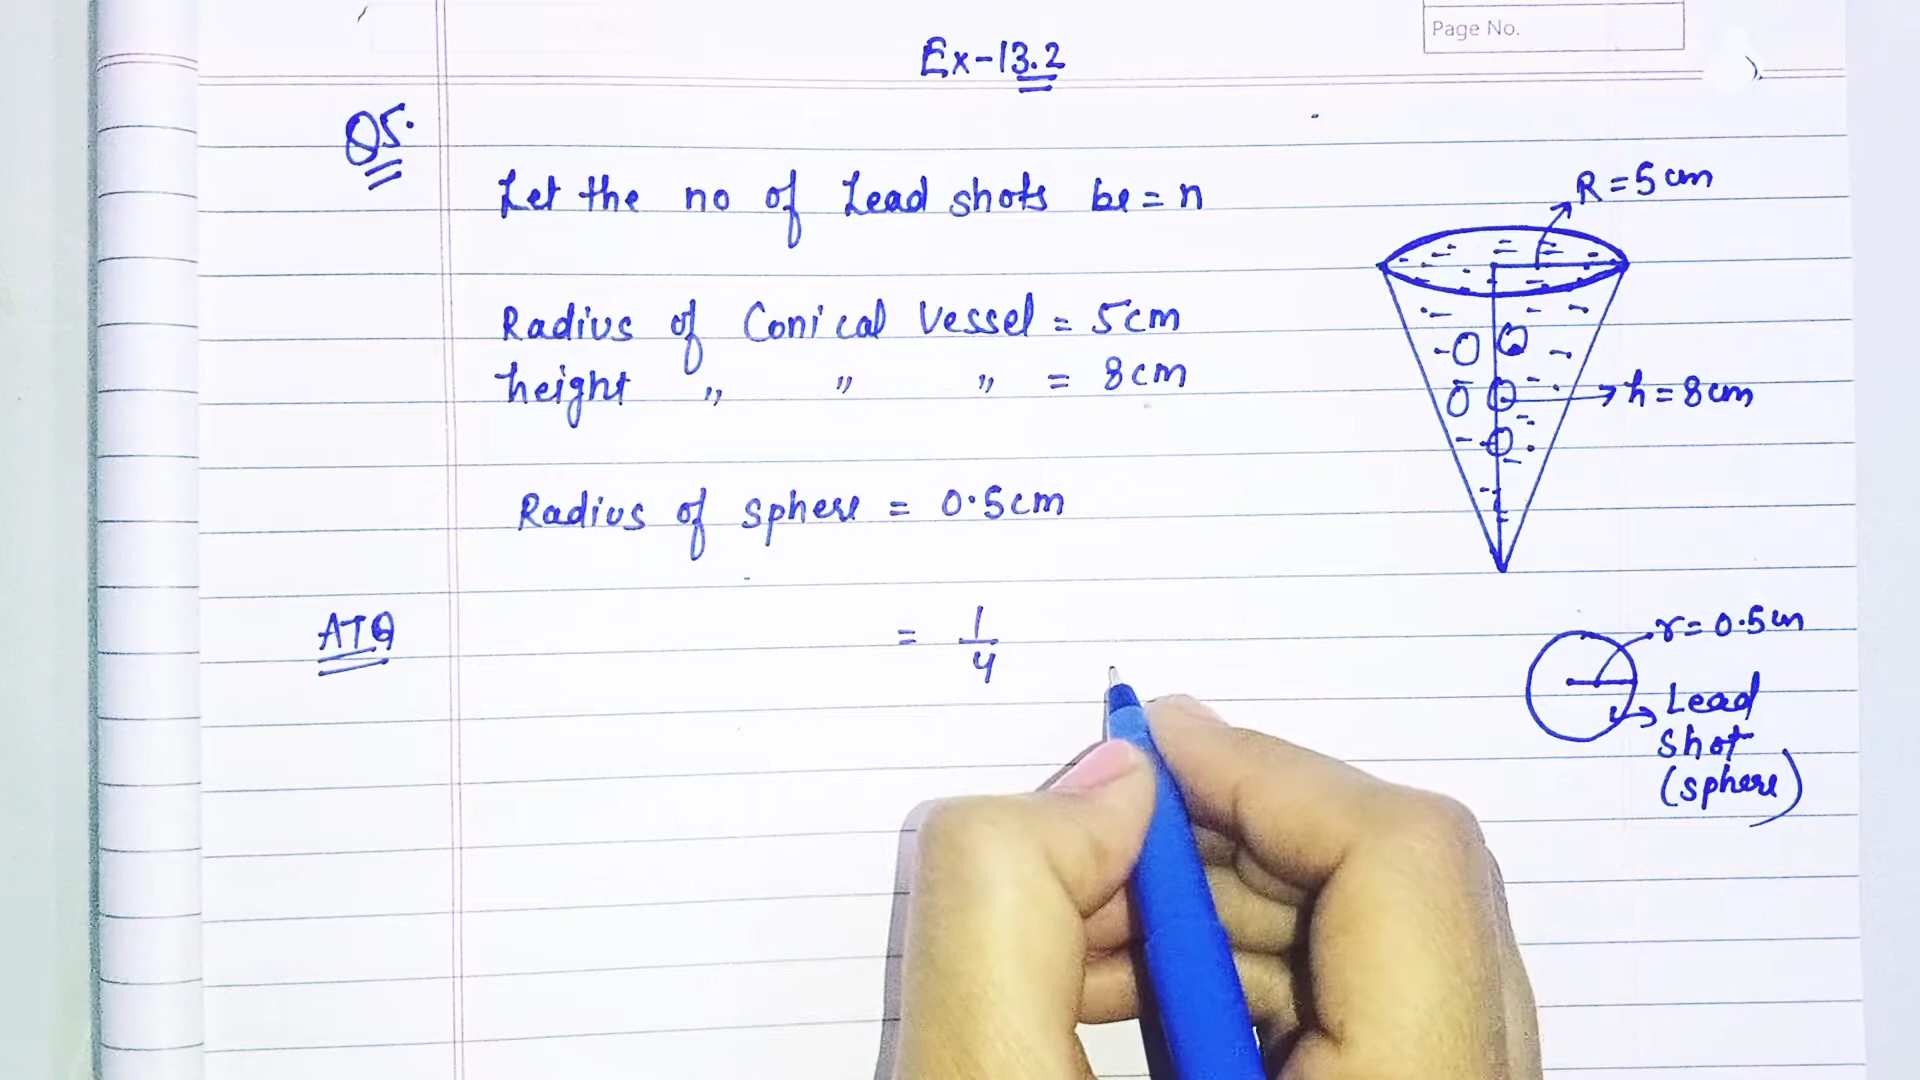 Page No.
Ex-13.2
Q5.
Let the no of Lead shots be = n
Radius of Conical Vessel = 5cm
height " " " = 8cm
Radius of sphere = 0.5cm
ATQ = 1/4
R = 5cm
h = 8cm
r = 0.5cm
Lead
Shot
(sphere)